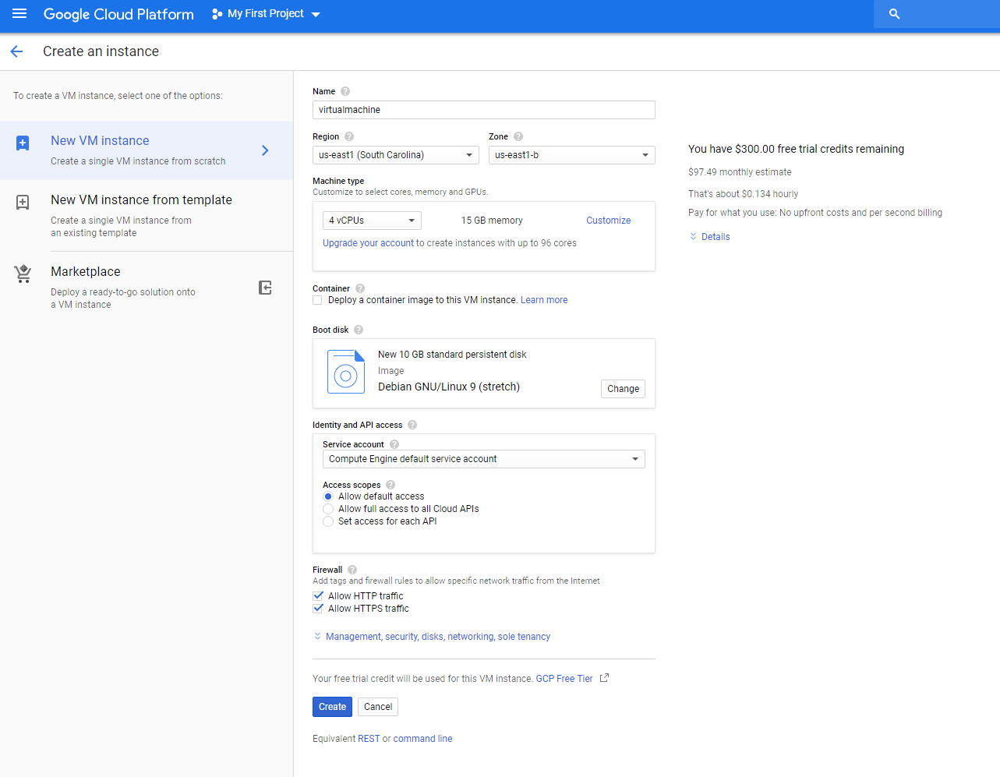 Google Cloud Platform
My First Project
Create an instance
To create a VM instance, select one of the options:
New VM instance
Create a single VM instance from scratch
New VM instance from template
Create a single VM instance from
an existing template
Marketplace
Deploy a ready-to-go solution onto
a VM instance
Name ?
virtualmachine
Region ? Zone ?
us-east1 (South Carolina) us-east1-b
Machine type
Customize to select cores, memory and GPUs.
4 vCPUs 15 GB memory Customize
Upgrade your account to create instances with up to 96 cores
Container ?
Deploy a container image to this VM instance. Learn more
Boot disk ?
New 10 GB standard persistent disk
Image
Debian GNU/Linux 9 (stretch)
Change
Identity and API access ?
Service account ?
Compute Engine default service account
Access scopes ?
Allow default access
Allow full access to all Cloud APIs
Set access for each API
Firewall ?
Add tags and firewall rules to allow specific network traffic from the Internet
Allow HTTP traffic
Allow HTTPS traffic
Management, security, disks, networking, sole tenancy
Your free trial credit will be used for this VM instance. GCP Free Tier
Create Cancel
Equivalent REST or command line
You have $300.00 free trial credits remaining
$97.49 monthly estimate
That's about $0.134 hourly
Pay for what you use: No upfront costs and per second billing
Details